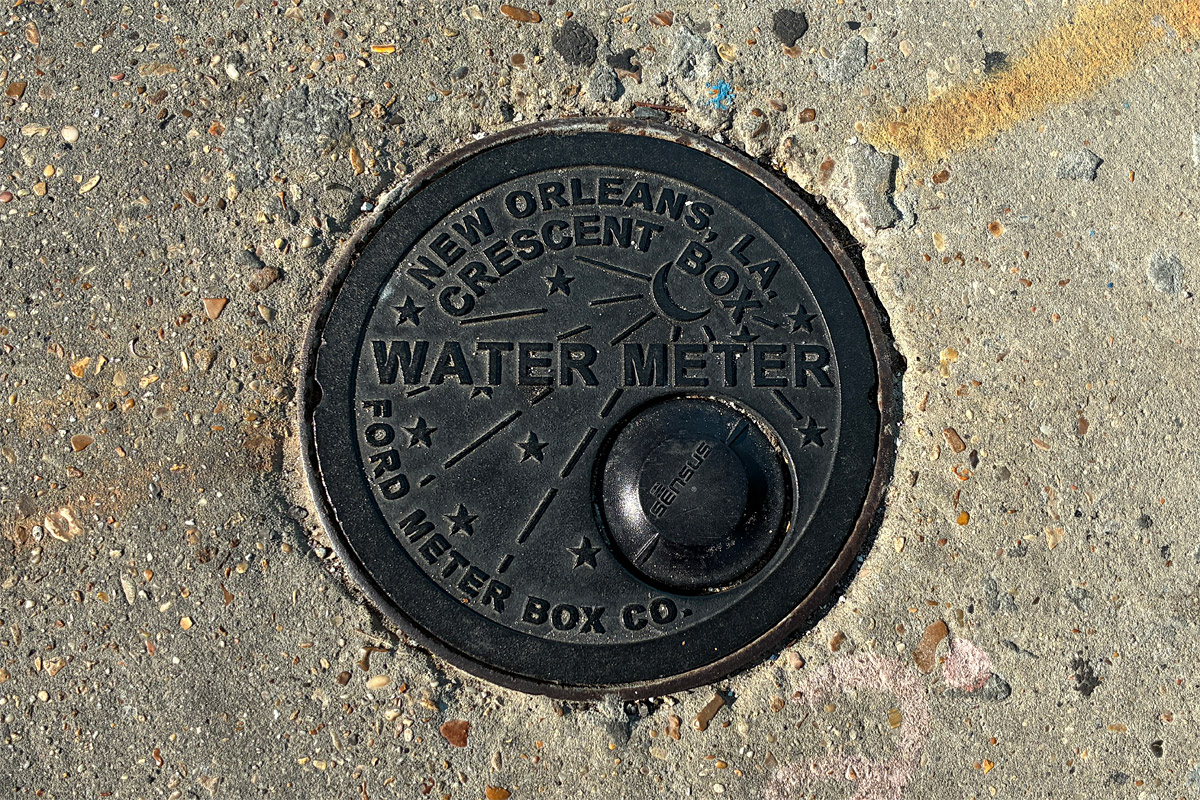 NEW ORLEANS, LA.
CRESCENT BOX
WATER METER
SENSUS
FORD METER BOX CO.